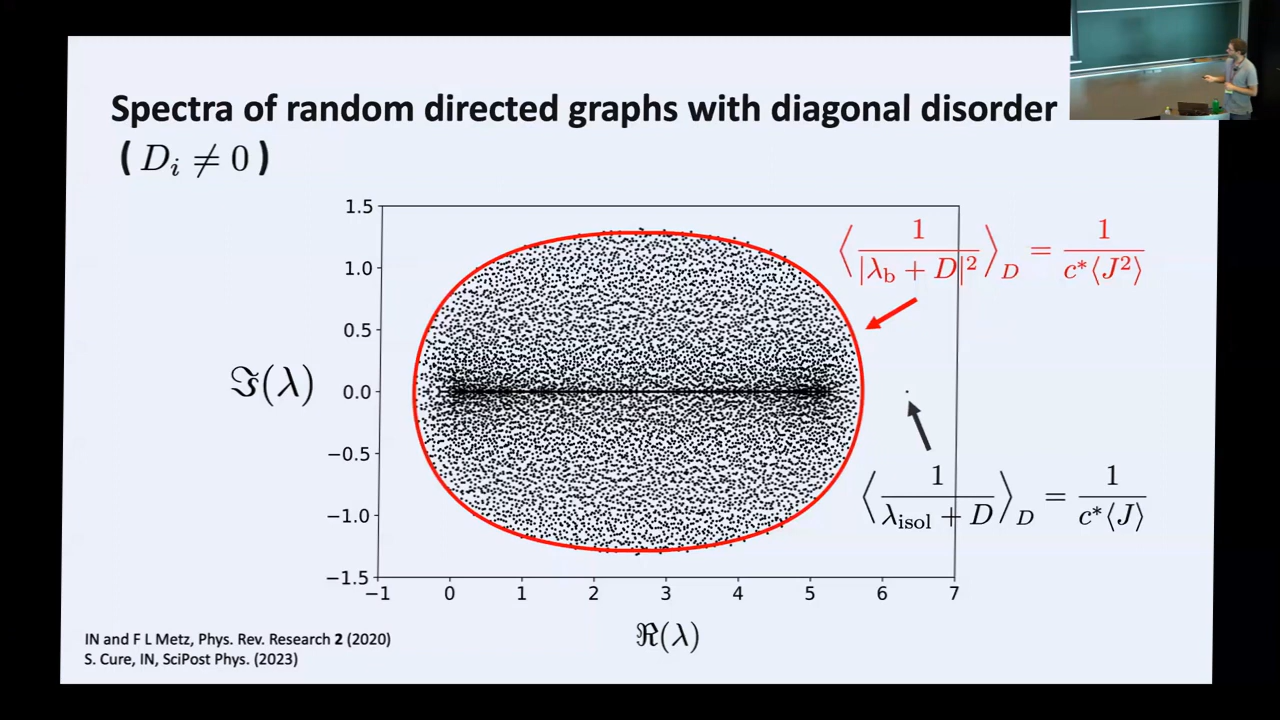 Spectra of random directed graphs with diagonal disorder
( D_i ≠ 0 )
1.5
1.0
0.5
0.0
−0.5
−1.0
−1.5
ℑ(λ)
⟨ 1 / |λ_b + D|² ⟩_D = 1 / c*⟨J²⟩
⟨ 1 / λ_isol + D ⟩_D = 1 / c*⟨J⟩
−1 0 1 2 3 4 5 6 7
ℜ(λ)
IN and F L Metz, Phys. Rev. Research 2 (2020)
S. Cure, IN, SciPost Phys. (2023)